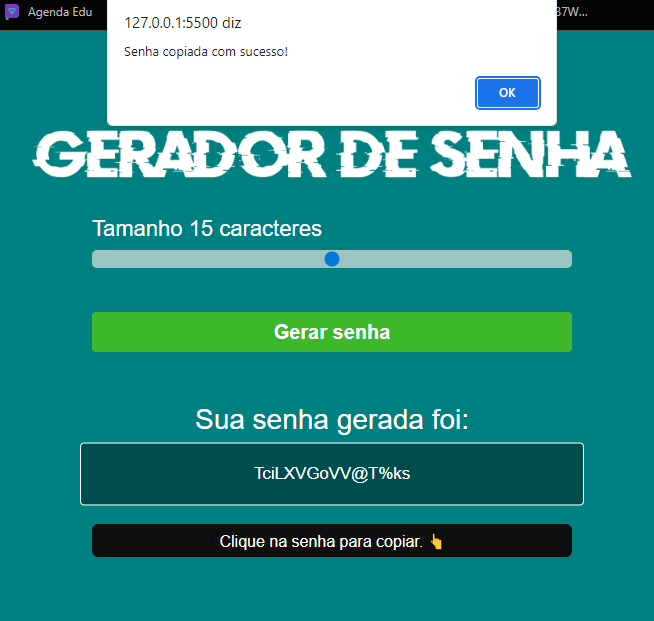 Agenda Edu
37W...
127.0.0.1:5500 diz
Senha copiada com sucesso!
OK
GERADOR DE SENHA
Tamanho 15 caracteres
Gerar senha
Sua senha gerada foi:
TciLXVGoVV@T%ks
Clique na senha para copiar. 👆